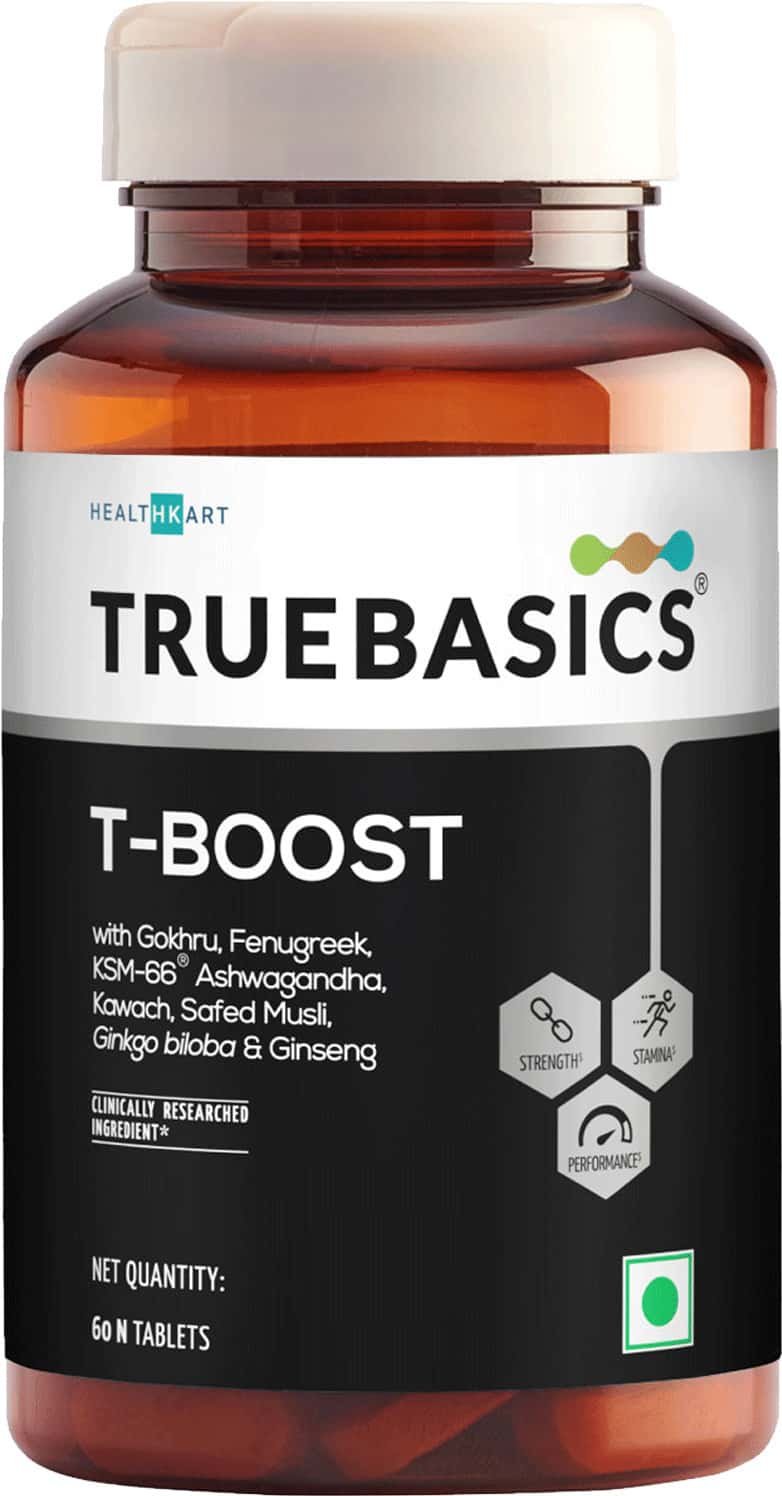 HEALTHKART
TRUEBASICS®
T-BOOST
with Gokhru, Fenugreek,
KSM-66® Ashwagandha,
Kawach, Safed Musli,
Ginkgo biloba & Ginseng
CLINICALLY RESEARCHED
INGREDIENT*
STRENGTH$
STAMINA$
PERFORMANCE$
NET QUANTITY:
60 N TABLETS